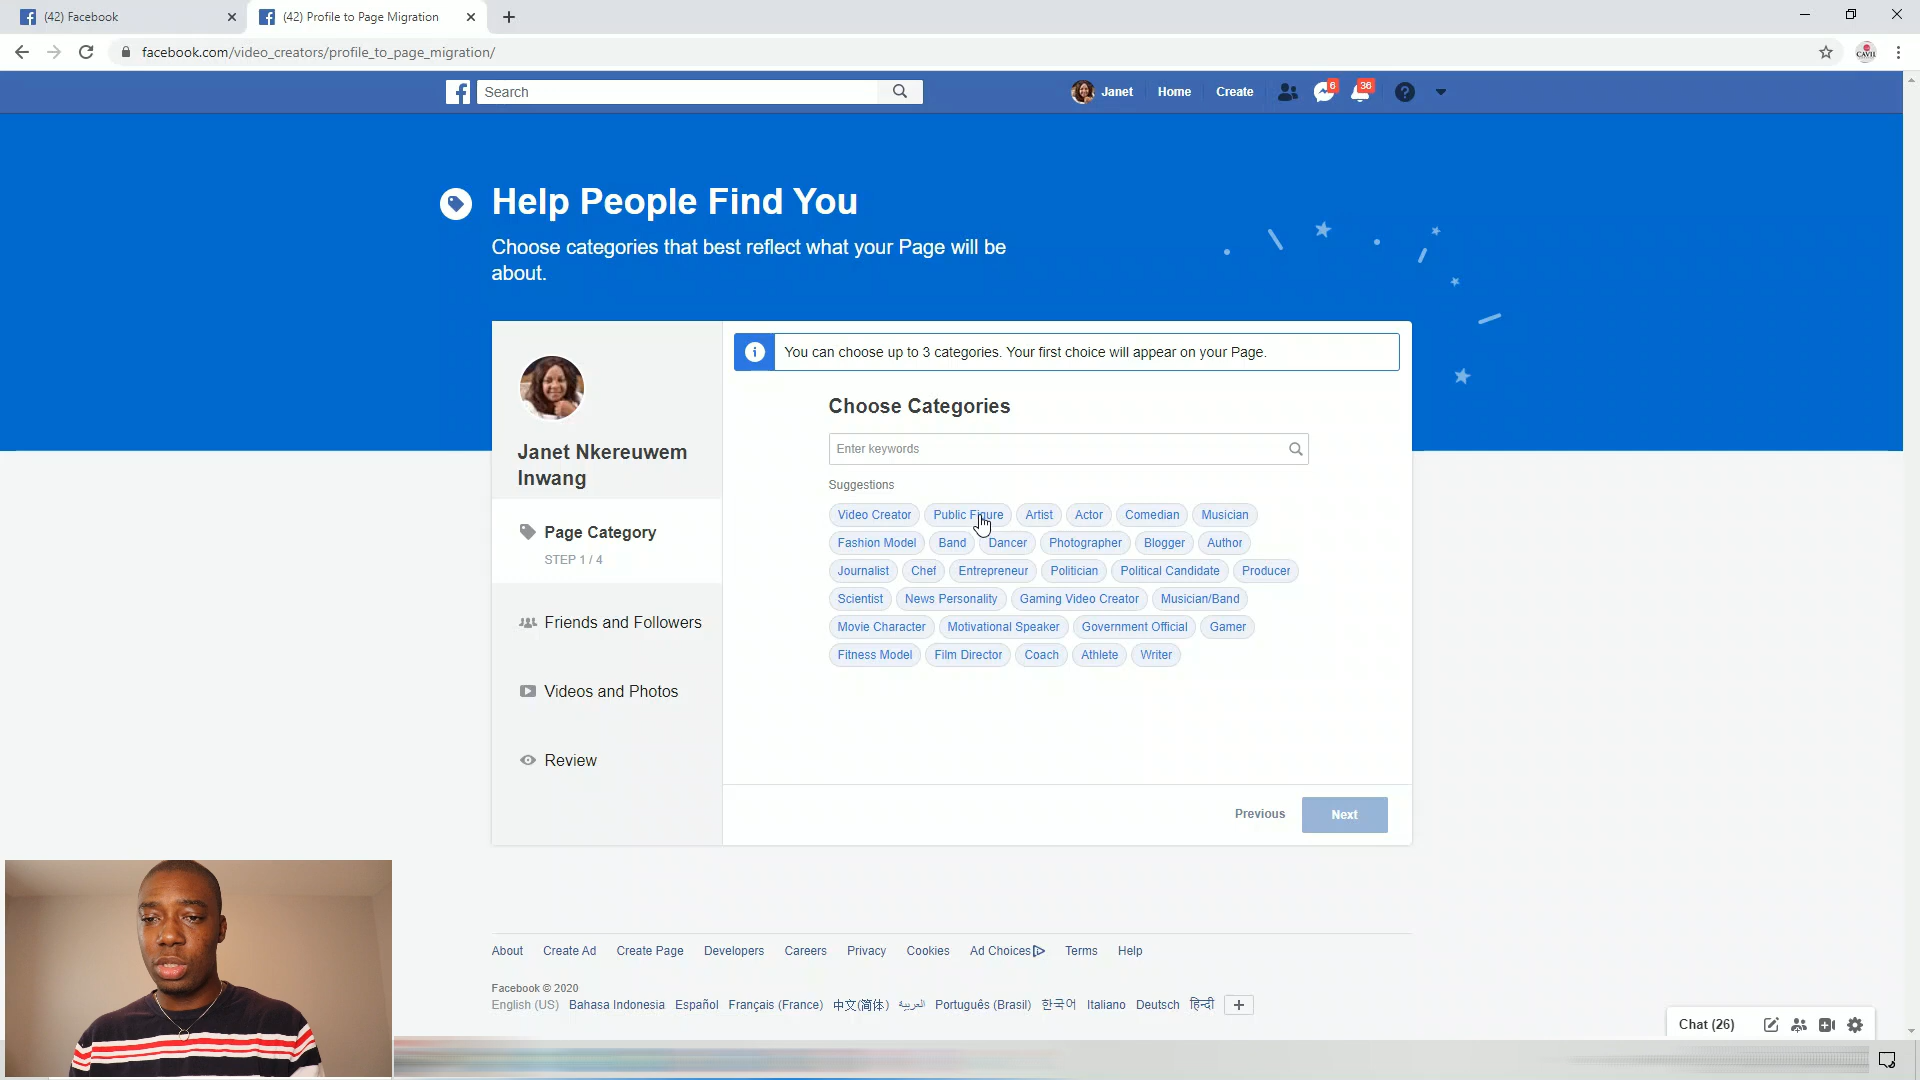 (42) Facebook
(42) Profile to Page Migration
facebook.com/video_creators/profile_to_page_migration/
CAVIL
Search
Janet
Home
Create
6
36
Help People Find You
Choose categories that best reflect what your Page will be
about.
You can choose up to 3 categories. Your first choice will appear on your Page.
Janet Nkereuwem
Inwang
Page Category
STEP 1 / 4
Friends and Followers
Videos and Photos
Review
Choose Categories
Enter keywords
Suggestions
Video Creator Public Figure Artist Actor Comedian Musician
Fashion Model Band Dancer Photographer Blogger Author
Journalist Chef Entrepreneur Politician Political Candidate Producer
Scientist News Personality Gaming Video Creator Musician/Band
Movie Character Motivational Speaker Government Official Gamer
Fitness Model Film Director Coach Athlete Writer
Previous
Next
About Create Ad Create Page Developers Careers Privacy Cookies Ad Choices Terms Help
Facebook © 2020
English (US) Bahasa Indonesia Español Français (France) 中文(简体) العربية Português (Brasil) 한국어 Italiano Deutsch हिन्दी
Chat (26)